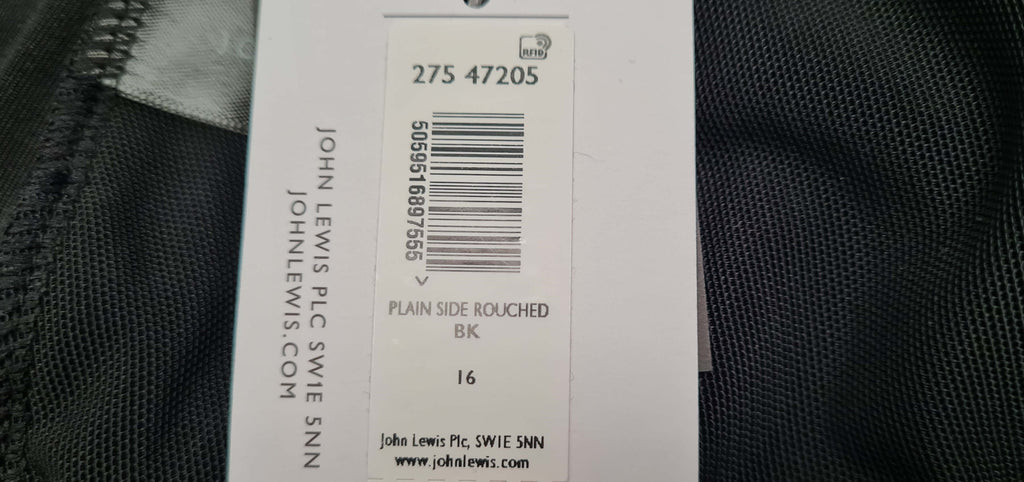 RFID
275 47205
5059516897555 >
PLAIN SIDE ROUCHED
BK
16
John Lewis Plc, SW1E 5NN
www.johnlewis.com
JOHN LEWIS PLC SW1E 5NN
JOHNLEWIS.COM